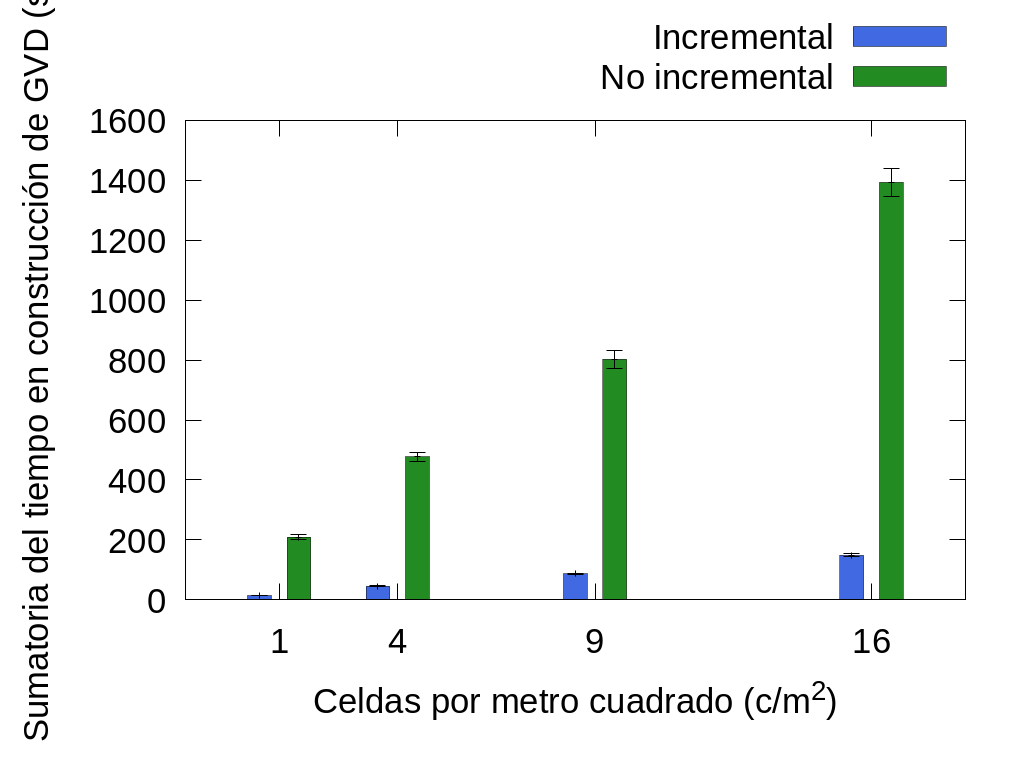 Incremental
No incremental
Sumatoria del tiempo en construcción de GVD (s
1600
1400
1200
1000
800
600
400
200
0
1 4 9 16
Celdas por metro cuadrado (c/m²)